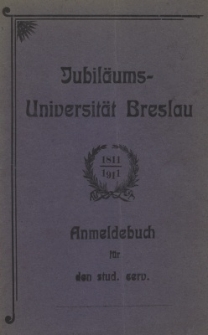 Jubiläums-
Universität Breslau
1811
1911
Anmeldebuch
für
den stud. serv.